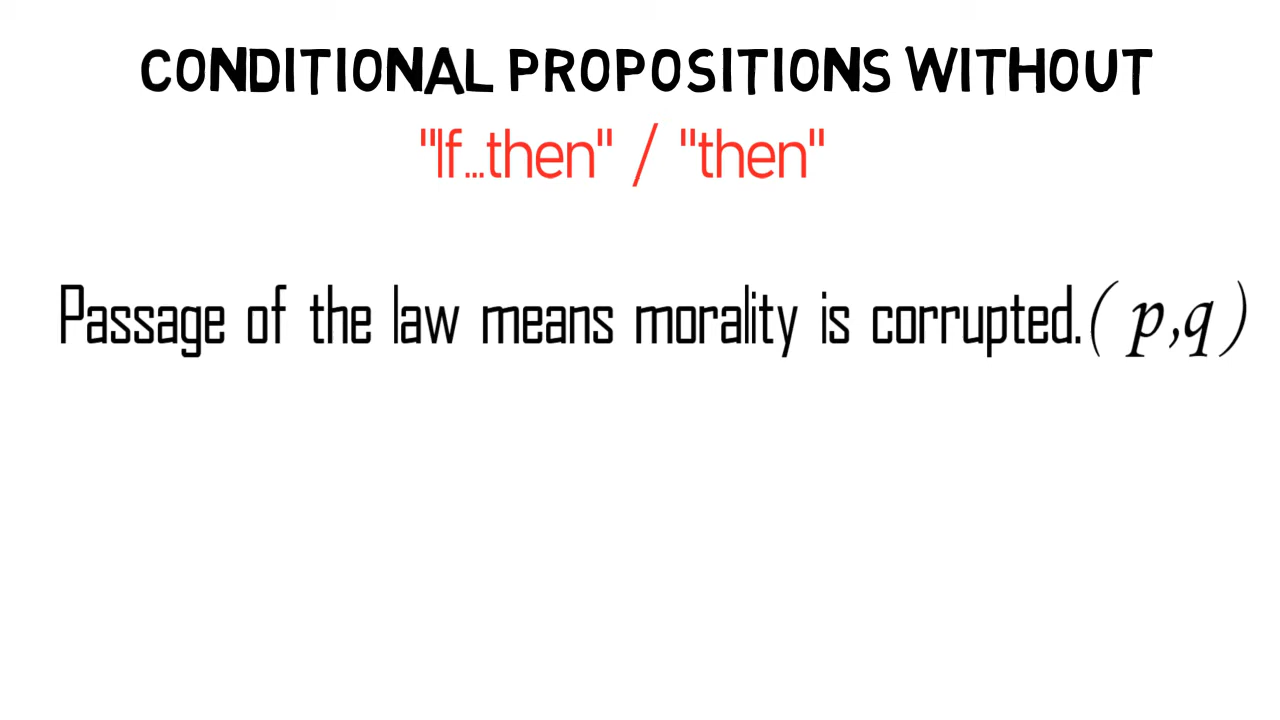 CONDITIONAL PROPOSITIONS WITHOUT
"If...then" / "then"
Passage of the law means morality is corrupted.( p,q )